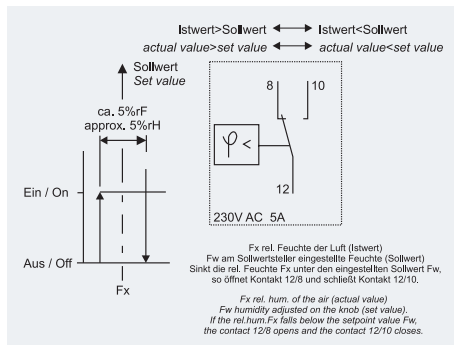 Istwert>Sollwert ◄──► Istwert<Sollwert
actual value>set value ◄──► actual value<set value
Sollwert
Set value
ca. 5%rF
approx. 5%rH
8 10
φ <
12
Ein / On
230V AC 5A
Aus / Off
Fx
Fx rel. Feuchte der Luft (Istwert)
Fw am Sollwertsteller eingestellte Feuchte (Sollwert)
Sinkt die rel. Feuchte Fx unter den eingestellten Sollwert Fw,
so öffnet Kontakt 12/8 und schließt Kontakt 12/10.
Fx rel. hum. of the air (actual value)
Fw humidity adjusted on the knob (set value).
If the rel.hum.Fx falls below the setpoint value Fw,
the contact 12/8 opens and the contact 12/10 closes.